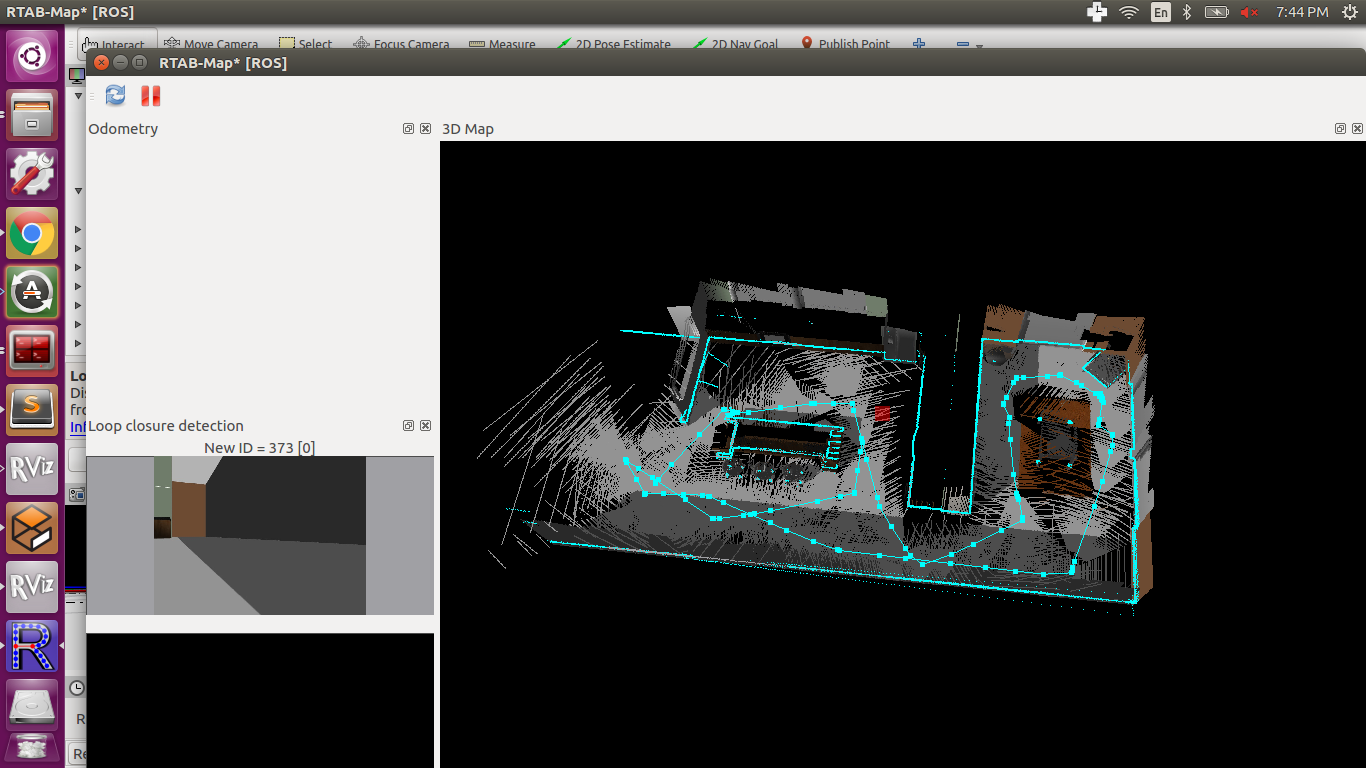 RTAB-Map* [ROS]
En
7:44 PM
Interact
Move Camera
Select
Focus Camera
Measure
2D Pose Estimate
2D Nav Goal
Publish Point
RTAB-Map* [ROS]
Odometry
3D Map
Lo
Dis
fro
Inf
Loop closure detection
New ID = 373 [0]
S
RViz
RViz
R
R
Re